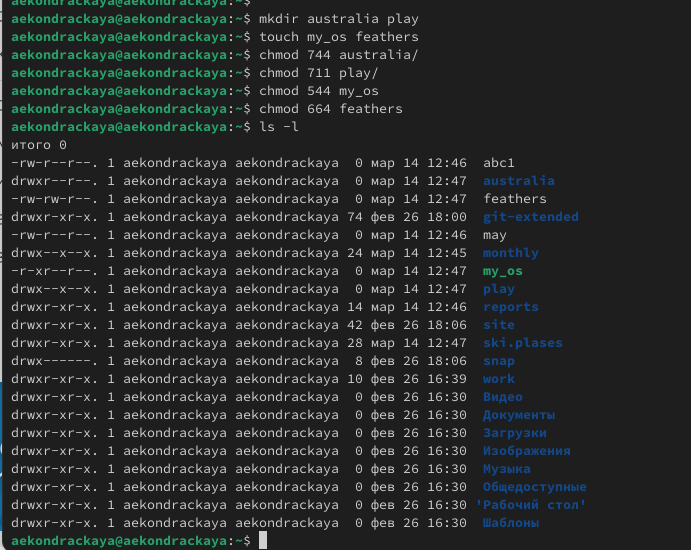 aekondrackaya@aekondrackaya:~$
aekondrackaya@aekondrackaya:~$ mkdir australia play
aekondrackaya@aekondrackaya:~$ touch my_os feathers
aekondrackaya@aekondrackaya:~$ chmod 744 australia/
aekondrackaya@aekondrackaya:~$ chmod 711 play/
aekondrackaya@aekondrackaya:~$ chmod 544 my_os
aekondrackaya@aekondrackaya:~$ chmod 664 feathers
aekondrackaya@aekondrackaya:~$ ls -l
итого 0
-rw-r--r--. 1 aekondrackaya aekondrackaya  0 мар 14 12:46  abc1
drwxr--r--. 1 aekondrackaya aekondrackaya  0 мар 14 12:47  australia
-rw-rw-r--. 1 aekondrackaya aekondrackaya  0 мар 14 12:47  feathers
drwxr-xr-x. 1 aekondrackaya aekondrackaya 74 фев 26 18:00  git-extended
-rw-r--r--. 1 aekondrackaya aekondrackaya  0 мар 14 12:46  may
drwx--x--x. 1 aekondrackaya aekondrackaya 24 мар 14 12:45  monthly
-r-xr--r--. 1 aekondrackaya aekondrackaya  0 мар 14 12:47  my_os
drwx--x--x. 1 aekondrackaya aekondrackaya  0 мар 14 12:47  play
drwxr-xr-x. 1 aekondrackaya aekondrackaya 14 мар 14 12:46  reports
drwxr-xr-x. 1 aekondrackaya aekondrackaya 42 фев 26 18:06  site
drwxr-xr-x. 1 aekondrackaya aekondrackaya 28 мар 14 12:47  ski.plases
drwx------. 1 aekondrackaya aekondrackaya  8 фев 26 18:06  snap
drwxr-xr-x. 1 aekondrackaya aekondrackaya 10 фев 26 16:39  work
drwxr-xr-x. 1 aekondrackaya aekondrackaya  0 фев 26 16:30  Видео
drwxr-xr-x. 1 aekondrackaya aekondrackaya  0 фев 26 16:30  Документы
drwxr-xr-x. 1 aekondrackaya aekondrackaya  0 фев 26 16:30  Загрузки
drwxr-xr-x. 1 aekondrackaya aekondrackaya  0 фев 26 16:30  Изображения
drwxr-xr-x. 1 aekondrackaya aekondrackaya  0 фев 26 16:30  Музыка
drwxr-xr-x. 1 aekondrackaya aekondrackaya  0 фев 26 16:30  Общедоступные
drwxr-xr-x. 1 aekondrackaya aekondrackaya  0 фев 26 16:30 'Рабочий стол'
drwxr-xr-x. 1 aekondrackaya aekondrackaya  0 фев 26 16:30  Шаблоны
aekondrackaya@aekondrackaya:~$